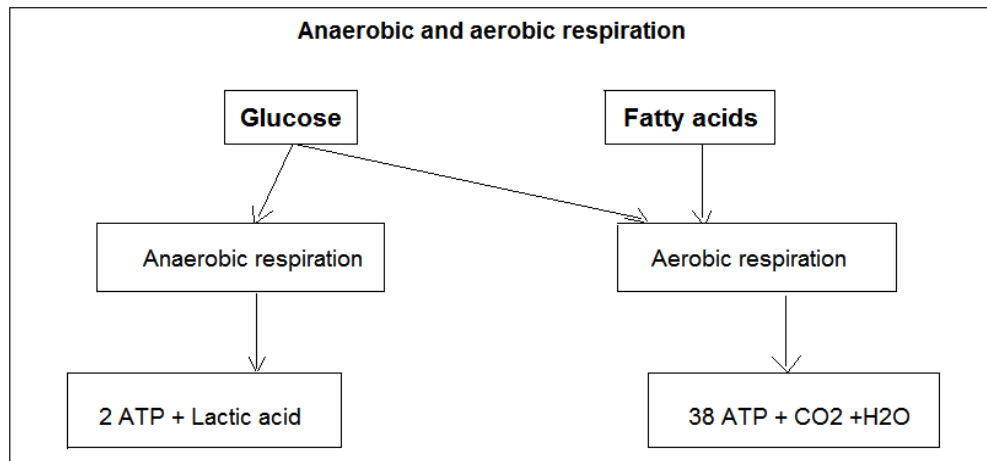 Anaerobic and aerobic respiration
Glucose
Fatty acids
Anaerobic respiration
Aerobic respiration
2 ATP + Lactic acid
38 ATP + CO2 +H2O